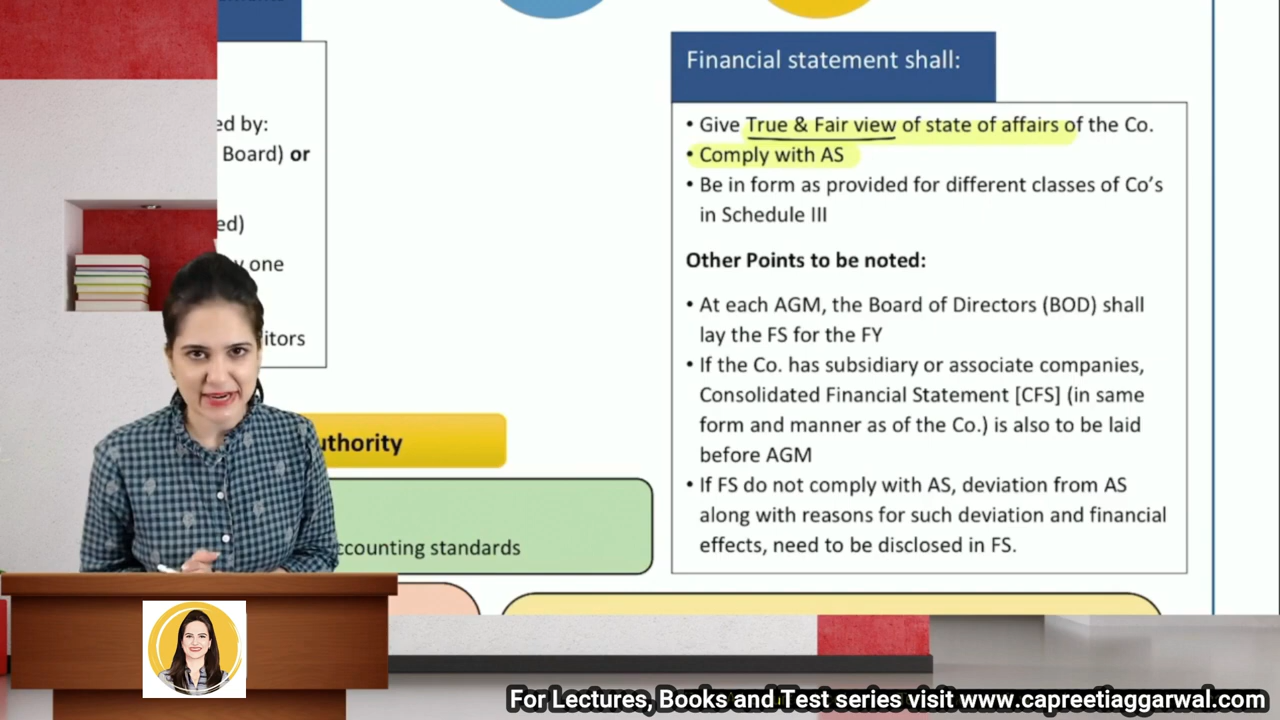 Financial statement shall:
• Give True & Fair view of state of affairs of the Co.
• Comply with AS
• Be in form as provided for different classes of Co's
in Schedule III
Other Points to be noted:
• At each AGM, the Board of Directors (BOD) shall
lay the FS for the FY
• If the Co. has subsidiary or associate companies,
Consolidated Financial Statement [CFS] (in same
form and manner as of the Co.) is also to be laid
before AGM
• If FS do not comply with AS, deviation from AS
along with reasons for such deviation and financial
effects, need to be disclosed in FS.
ed by:
Board) or
ed)
one
itors
uthority
ccounting standards
For Lectures, Books and Test series visit www.capreetiaggarwal.com